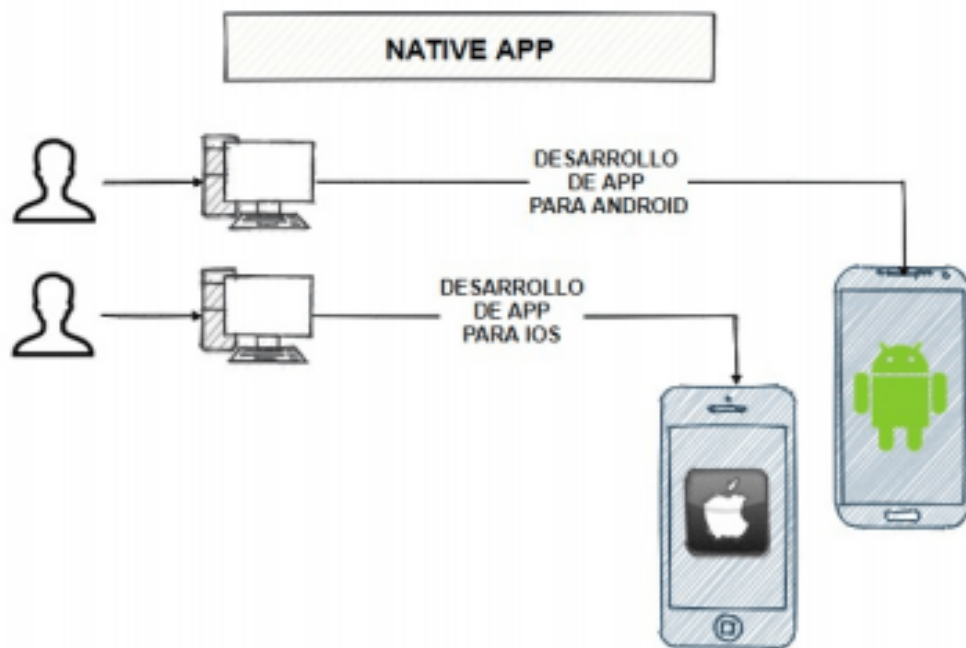 NATIVE APP
DESARROLLO
DE APP
PARA ANDROID
DESARROLLO
DE APP
PARA IOS